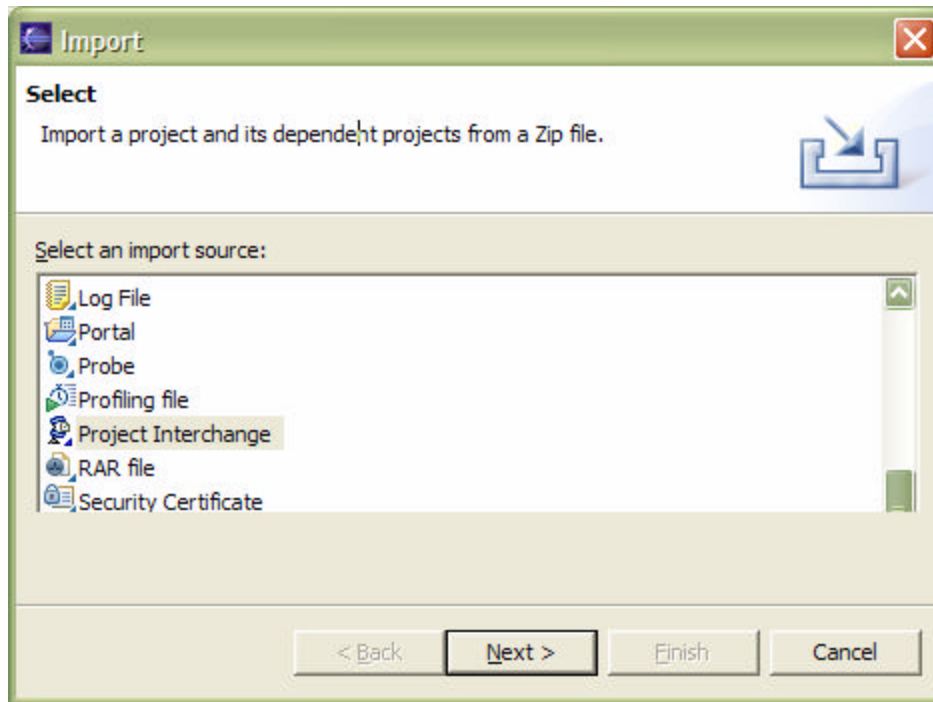 Import
Select
Import a project and its dependent projects from a Zip file.
Select an import source:
Log File
Portal
Probe
Profiling file
Project Interchange
RAR file
Security Certificate
< Back Next > Finish Cancel